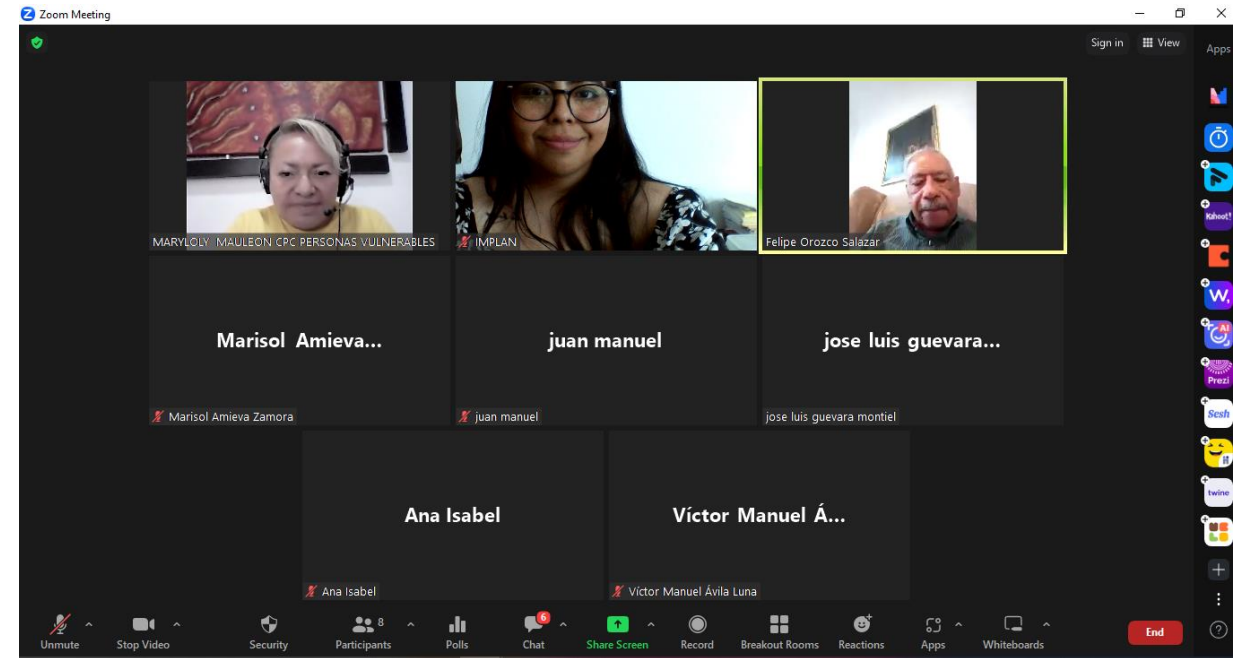 Zoom Meeting
Sign in View Apps
MARYLOLY MAULEON CPC PERSONAS VULNERABLES
IMPLAN
Felipe Orozco Salazar
Kahoot!
W,
AI
Marisol Amieva...
juan manuel
jose luis guevara...
Prezi
Marisol Amieva Zamora
juan manuel
jose luis guevara montiel
Sesh
H
twine
Ana Isabel
Víctor Manuel Á...
Ana Isabel
Víctor Manuel Ávila Luna
8
6
Unmute
Stop Video
Security
Participants
Polls
Chat
Share Screen
Record
Breakout Rooms
Reactions
Apps
Whiteboards
End